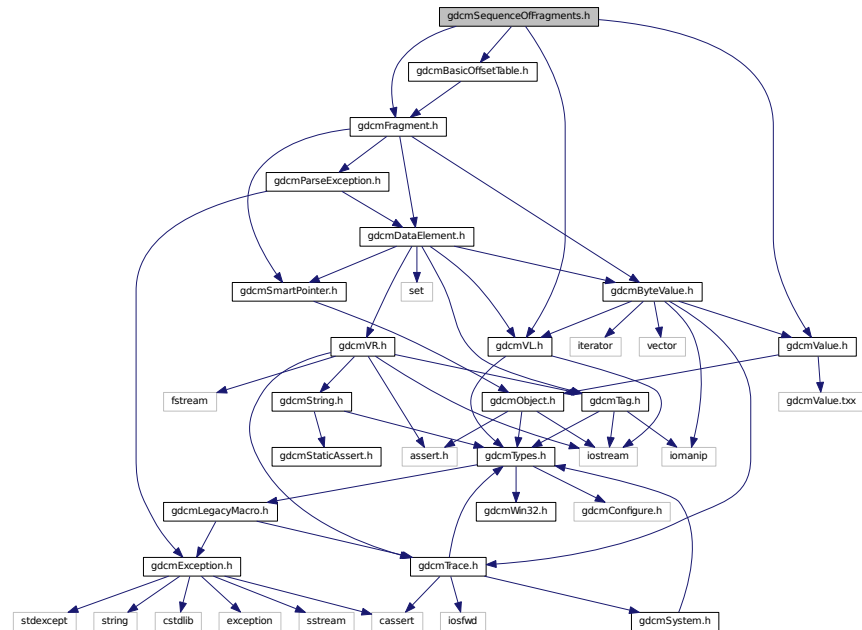 gdcmSequenceOfFragments.h
gdcmBasicOffsetTable.h
gdcmFragment.h
gdcmParseException.h
gdcmDataElement.h
gdcmSmartPointer.h
set
gdcmByteValue.h
gdcmVR.h
gdcmVL.h
iterator
vector
gdcmValue.h
fstream
gdcmString.h
gdcmObject.h
gdcmTag.h
gdcmValue.txx
gdcmStaticAssert.h
assert.h
gdcmTypes.h
iostream
iomanip
gdcmLegacyMacro.h
gdcmWin32.h
gdcmConfigure.h
gdcmException.h
gdcmTrace.h
stdexcept
string
cstdlib
exception
sstream
cassert
iosfwd
gdcmSystem.h